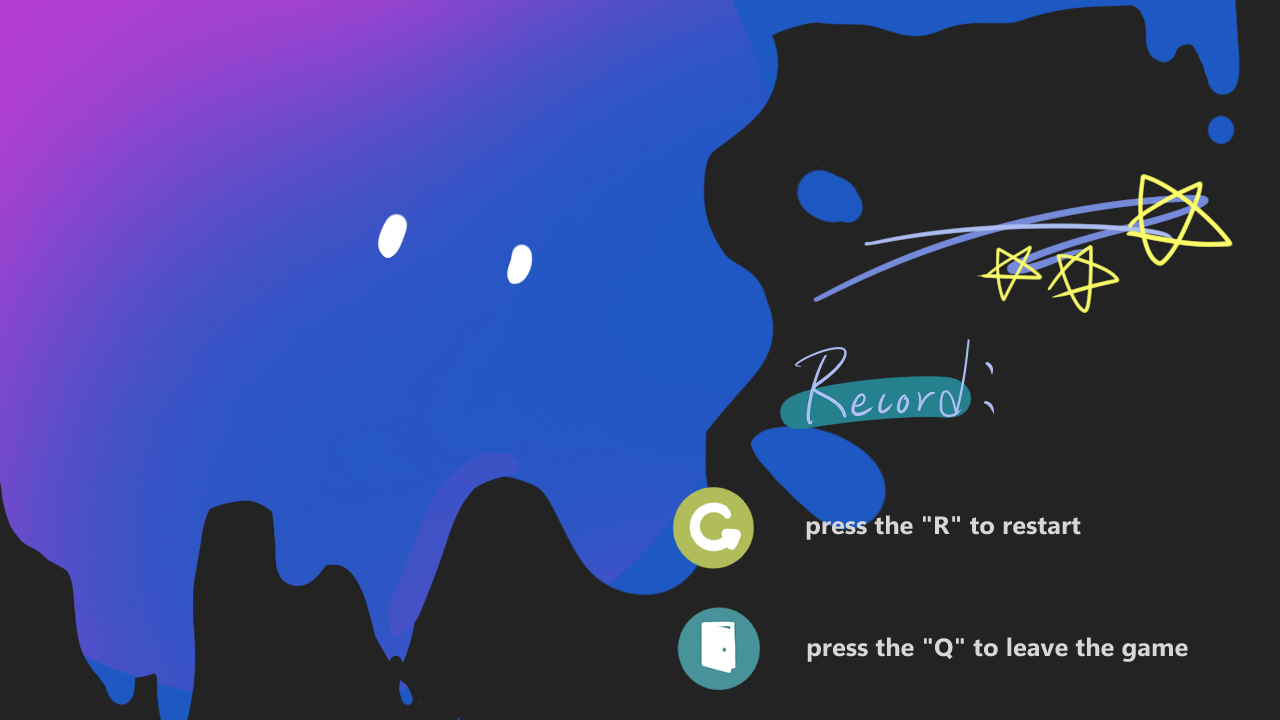 Record:
press the "R" to restart
press the "Q" to leave the game